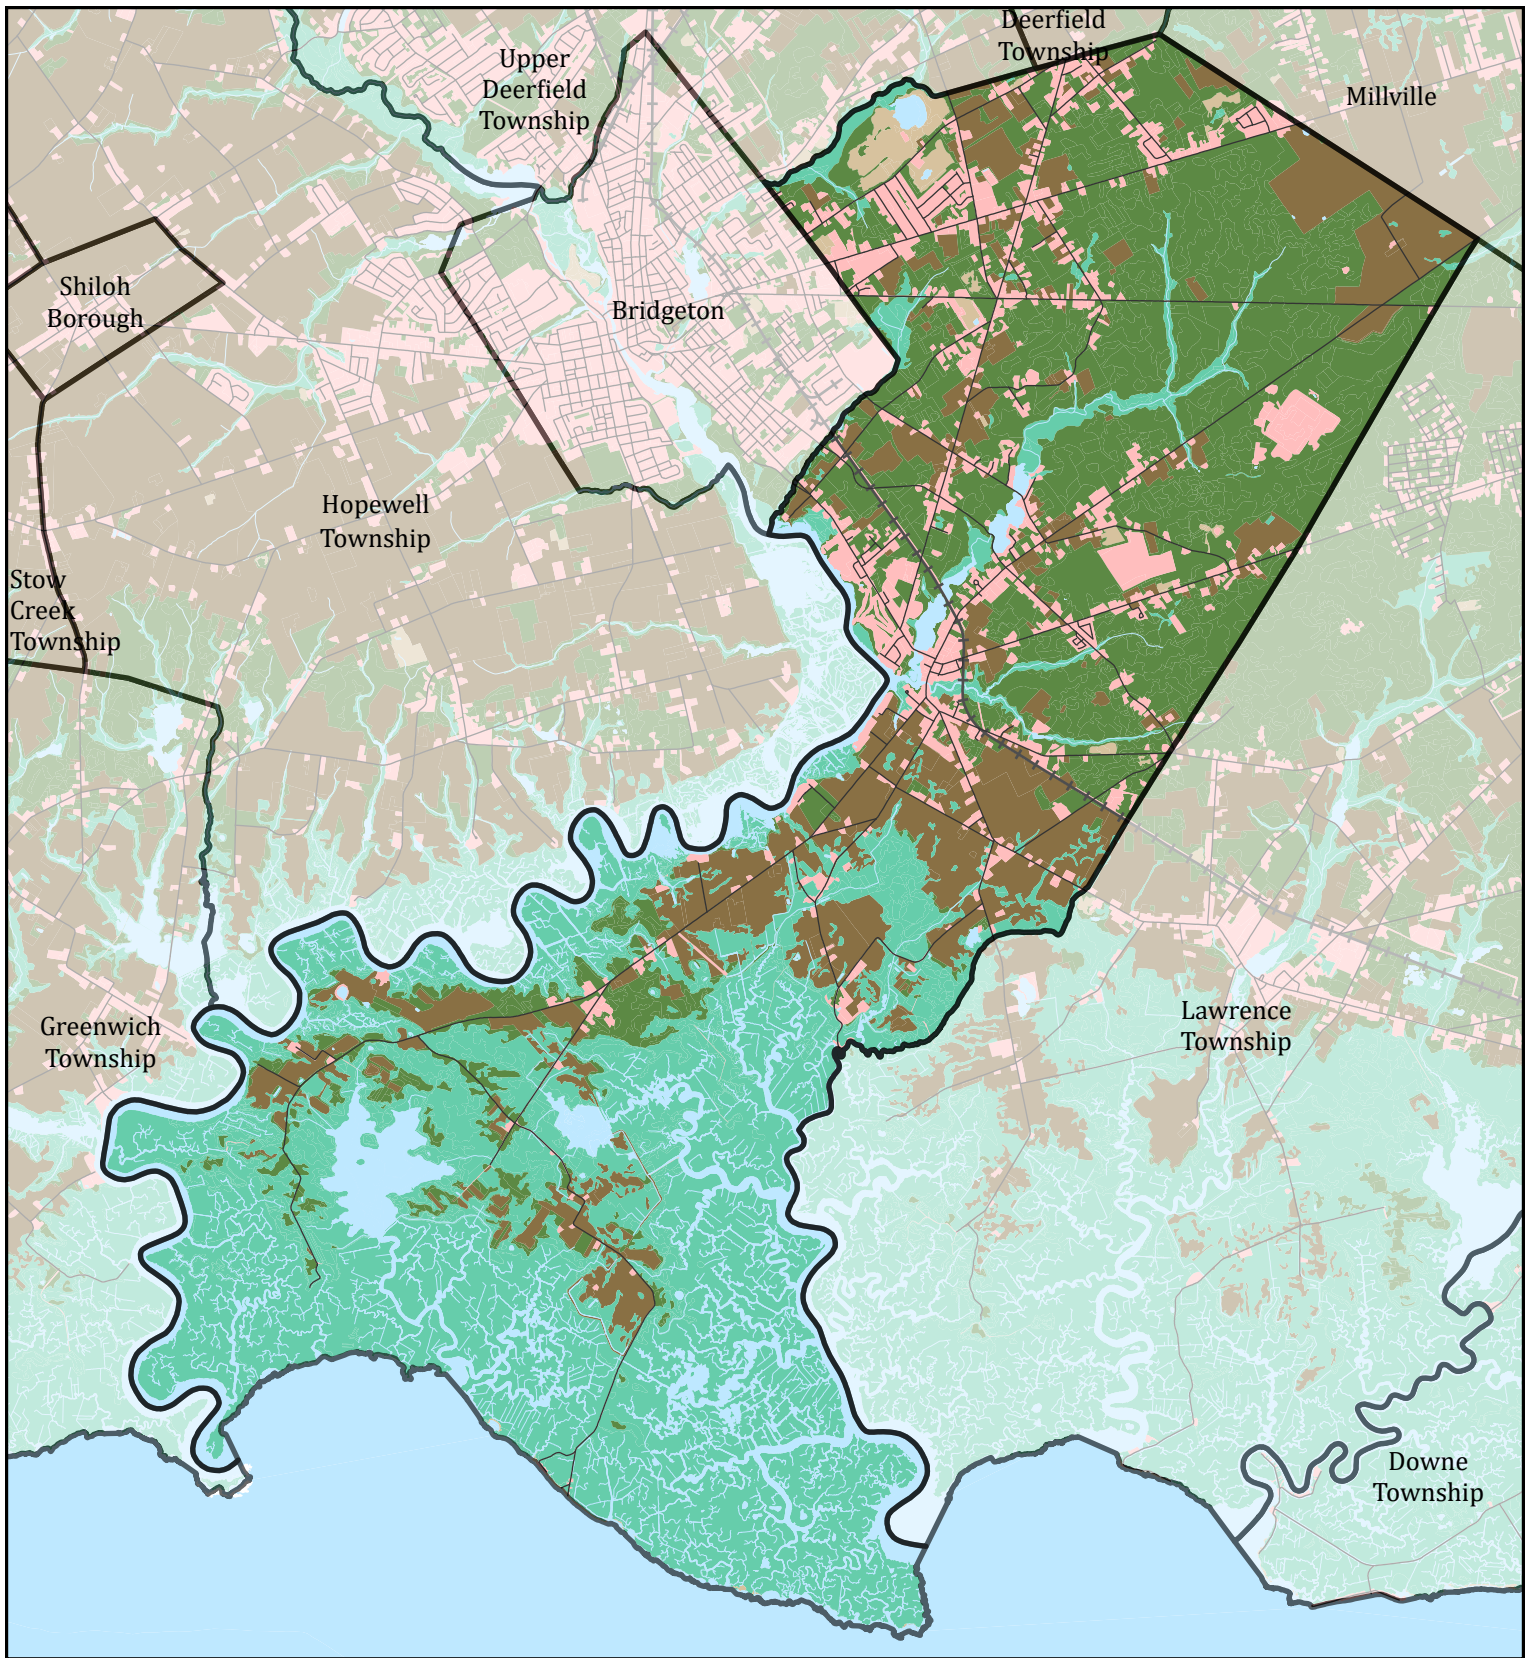 Deerfield
Township
Upper
Deerfield
Township
Millville
Shiloh
Borough
Bridgeton
Hopewell
Township
Stow
Creek
Township
Greenwich
Township
Lawrence
Township
Downe
Township